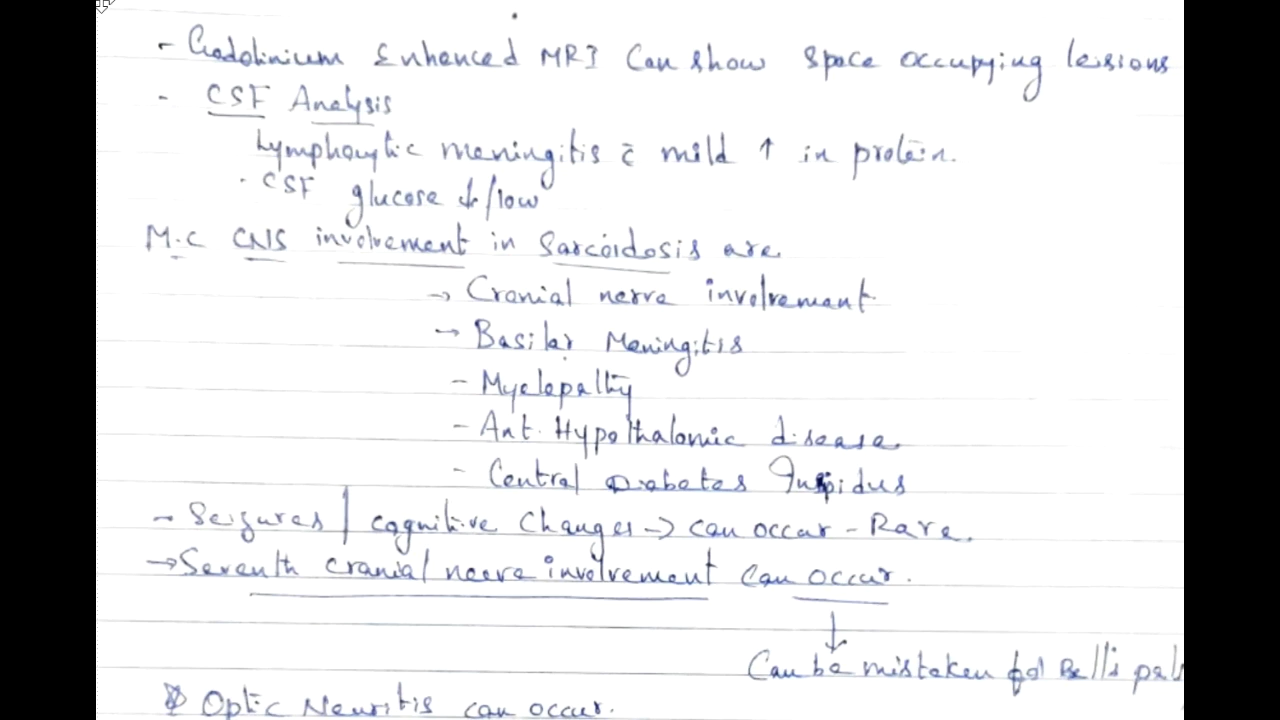 - Gadolinium Enhanced MRI Can show space occupying lesions
- CSF Analysis
Lymphocytic meningitis c̄ mild ↑ in protein.
. CSF glucose ↓/low
M.C CNS involvement in Sarcoidosis are
→ Cranial nerve involvement
→ Basilar Meningitis
- Myelopathy
- Ant. Hypothalamic disease
- Central Diabetes Insipidus
- Seizures / cognitive changes → can occur - Rare.
→ Seventh cranial nerve involvement can occur.
↓
Can be mistaken for Bell's pal
Optic Neuritis can occur.